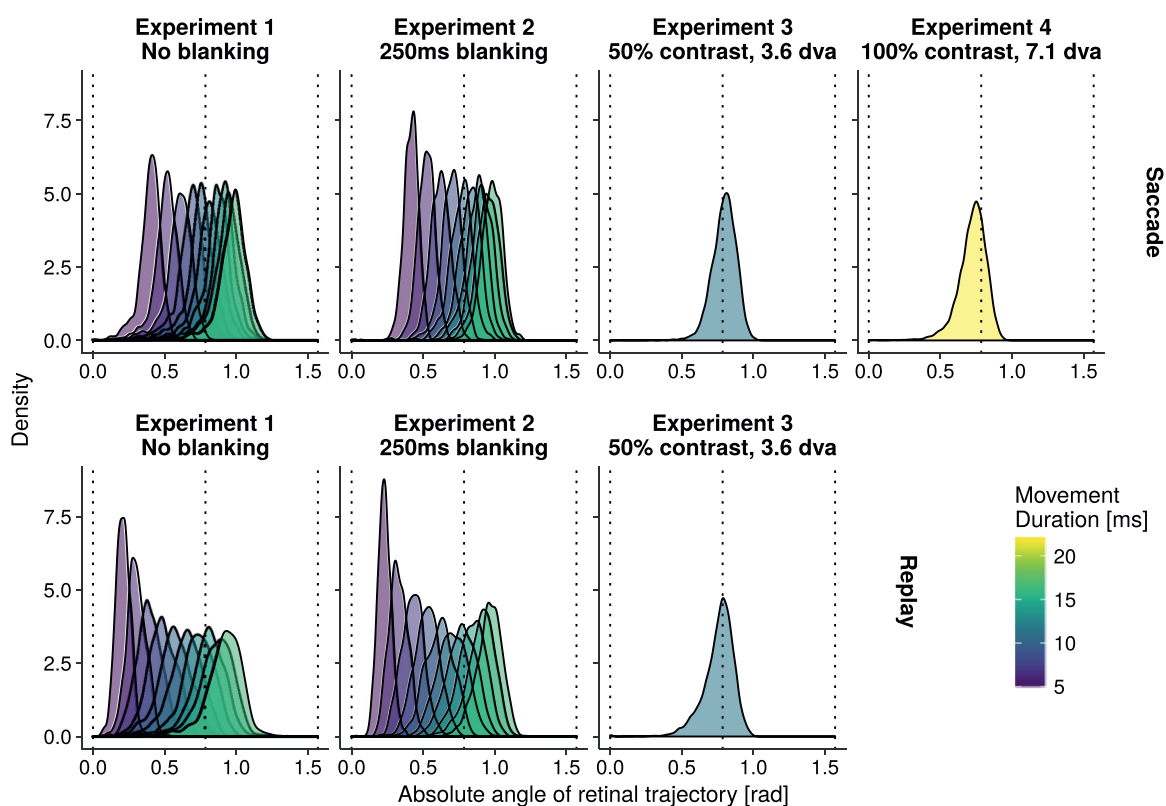 Experiment 1
No blanking
Experiment 2
250ms blanking
Experiment 3
50% contrast, 3.6 dva
Experiment 4
100% contrast, 7.1 dva
7.5
5.0
2.5
0.0
0.0 0.5 1.0 1.5
0.0 0.5 1.0 1.5
0.0 0.5 1.0 1.5
0.0 0.5 1.0 1.5
Saccade
Density
Experiment 1
No blanking
Experiment 2
250ms blanking
Experiment 3
50% contrast, 3.6 dva
7.5
5.0
2.5
0.0
0.0 0.5 1.0 1.5
0.0 0.5 1.0 1.5
0.0 0.5 1.0 1.5
Replay
Movement
Duration [ms]
20
15
10
5
Absolute angle of retinal trajectory [rad]